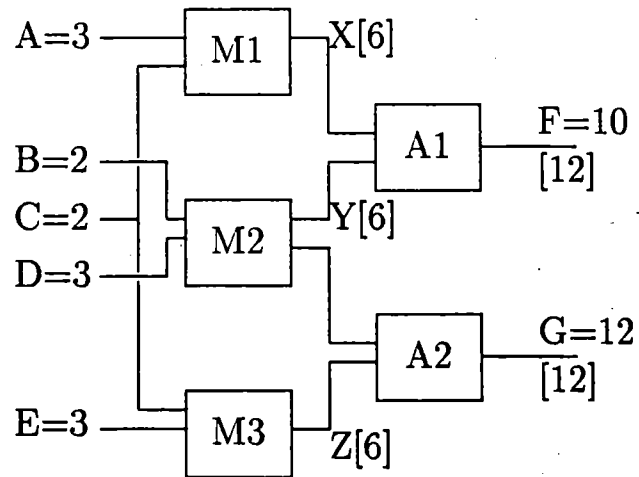 A=3
M1
X[6]
F=10
[12]
A1
B=2
C=2
M2
Y[6]
D=3
G=12
[12]
A2
E=3
M3
Z[6]